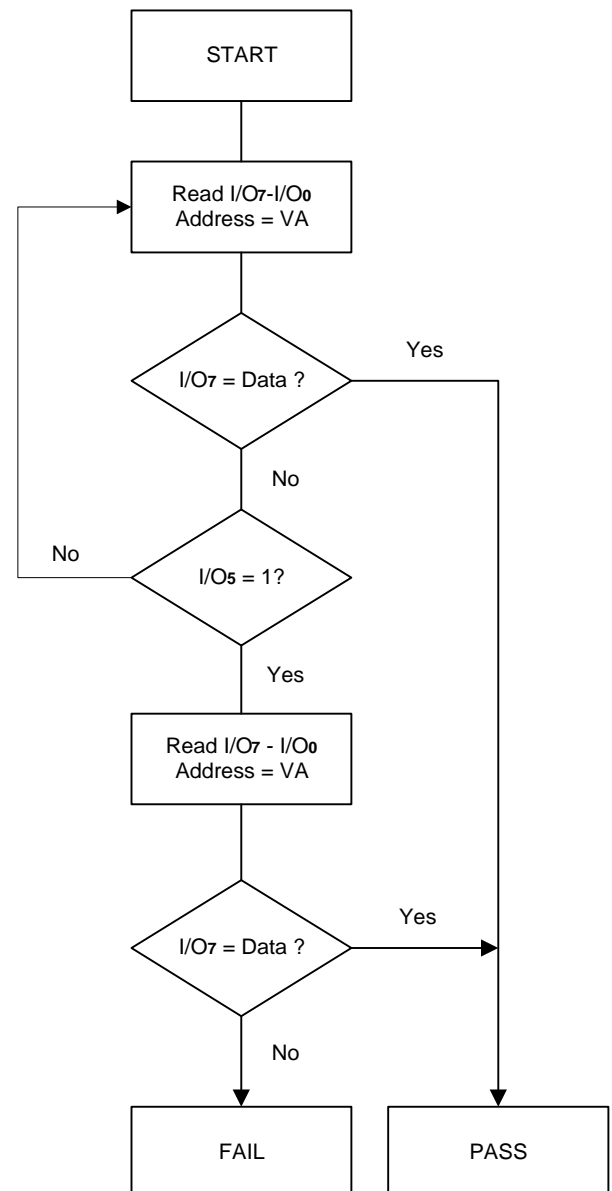 START
Read I/O7-I/O0
Address = VA
I/O7 = Data ?
Yes
No
No
I/O5 = 1?
Yes
Read I/O7 - I/O0
Address = VA
I/O7 = Data ?
Yes
No
FAIL
PASS